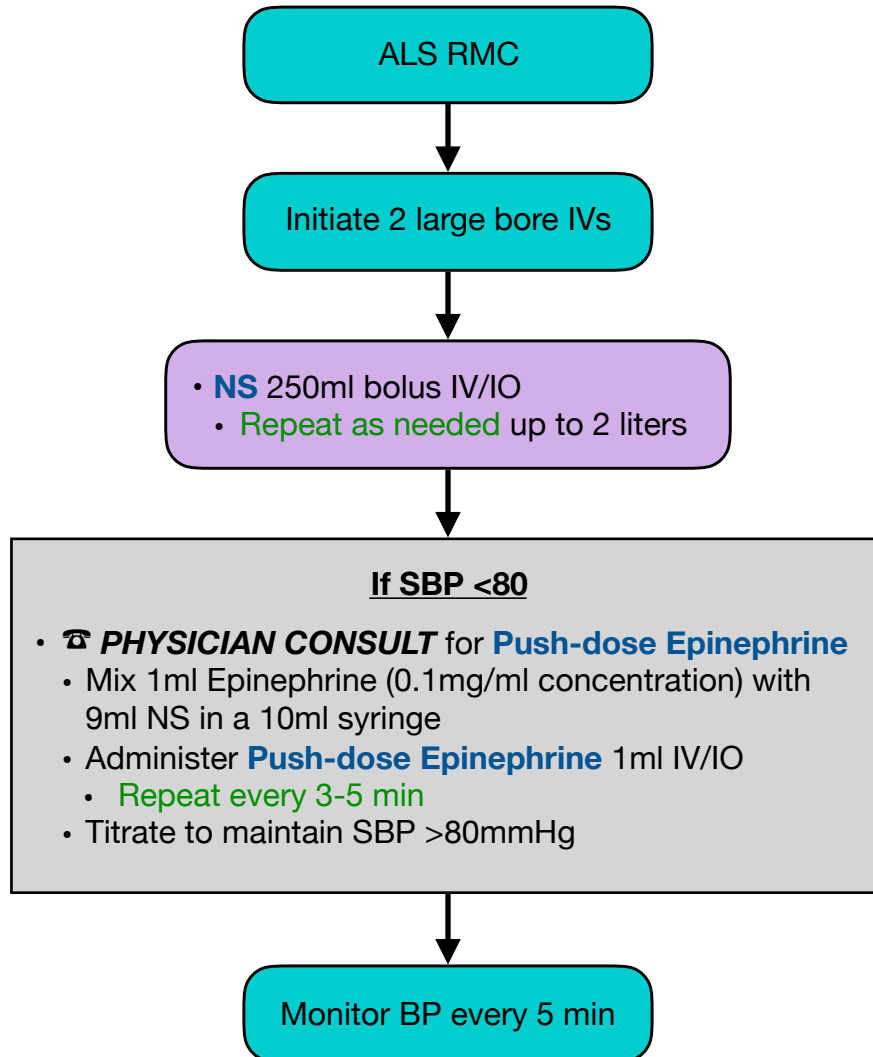 ALS RMC
Initiate 2 large bore IVs
• NS 250ml bolus IV/IO
• Repeat as needed up to 2 liters
If SBP <80
• ☎ PHYSICIAN CONSULT for Push-dose Epinephrine
• Mix 1ml Epinephrine (0.1mg/ml concentration) with
9ml NS in a 10ml syringe
• Administer Push-dose Epinephrine 1ml IV/IO
• Repeat every 3-5 min
• Titrate to maintain SBP >80mmHg
Monitor BP every 5 min